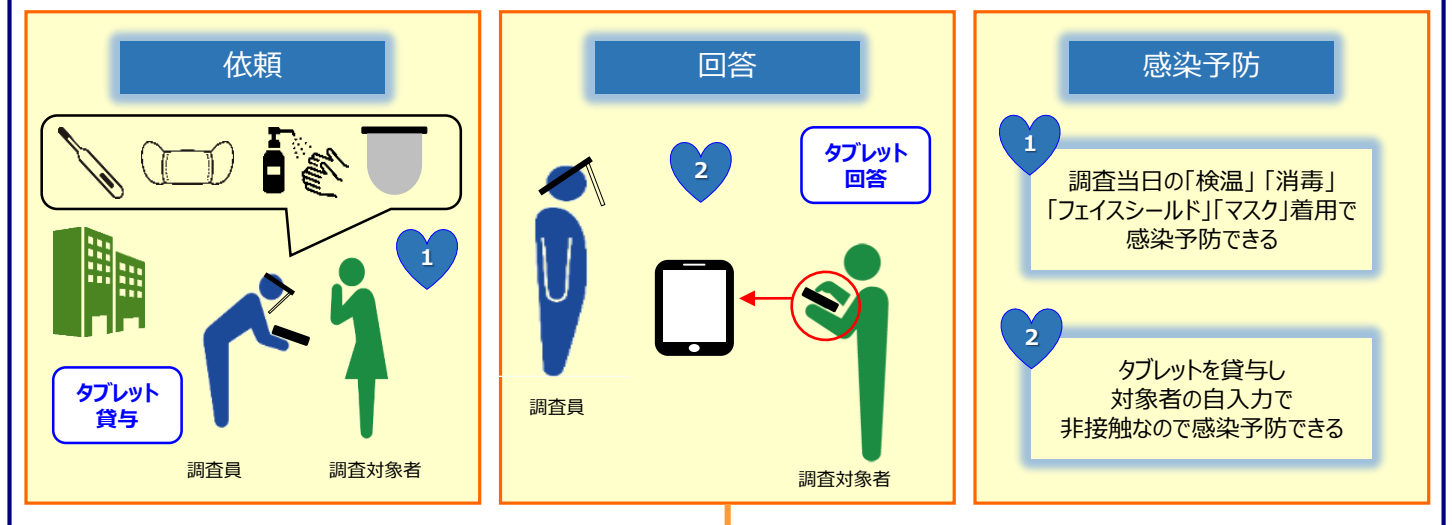 依頼
1
タブレット
貸与
調査員
調査対象者
回答
2
タブレット
回答
調査員
調査対象者
感染予防
1
調査当日の「検温」「消毒」
「フェイスシールド」「マスク」着用で
感染予防できる
2
タブレットを貸与し
対象者の自入力で
非接触なので感染予防できる